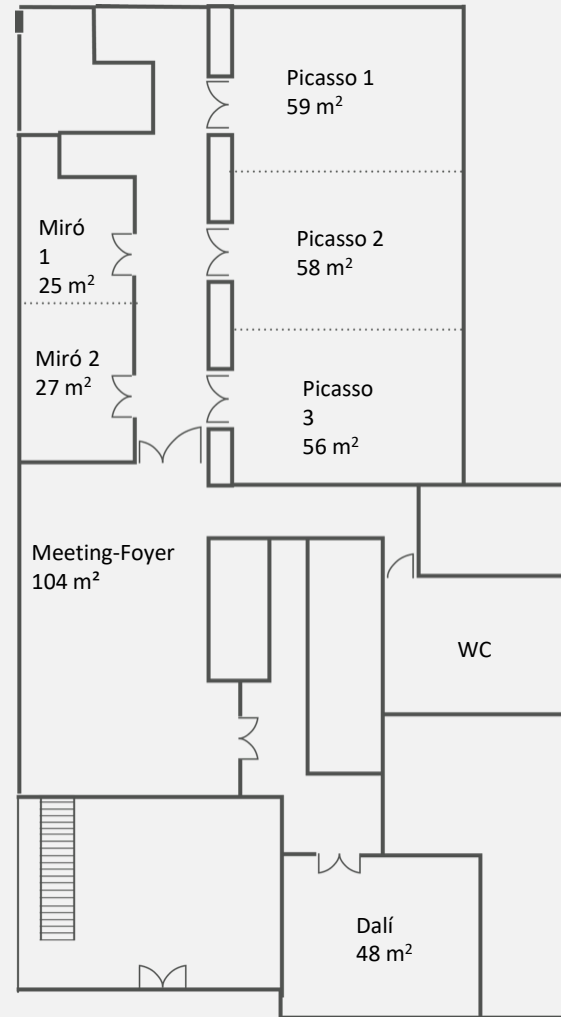 Picasso 1
59 m²
Miró
1
25 m²
Picasso 2
58 m²
Miró 2
27 m²
Picasso
3
56 m²
Meeting-Foyer
104 m²
WC
Dalí
48 m²